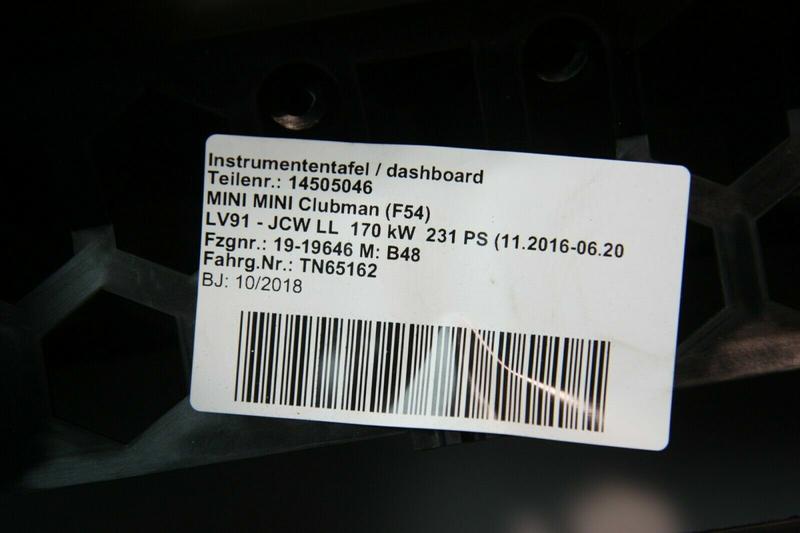 Instrumententafel / dashboard
Teilenr.: 14505046
MINI MINI Clubman (F54)
LV91 - JCW LL 170 kW 231 PS (11.2016-06.20
Fzgnr.: 19-19646 M: B48
Fahrg.Nr.: TN65162
BJ: 10/2018